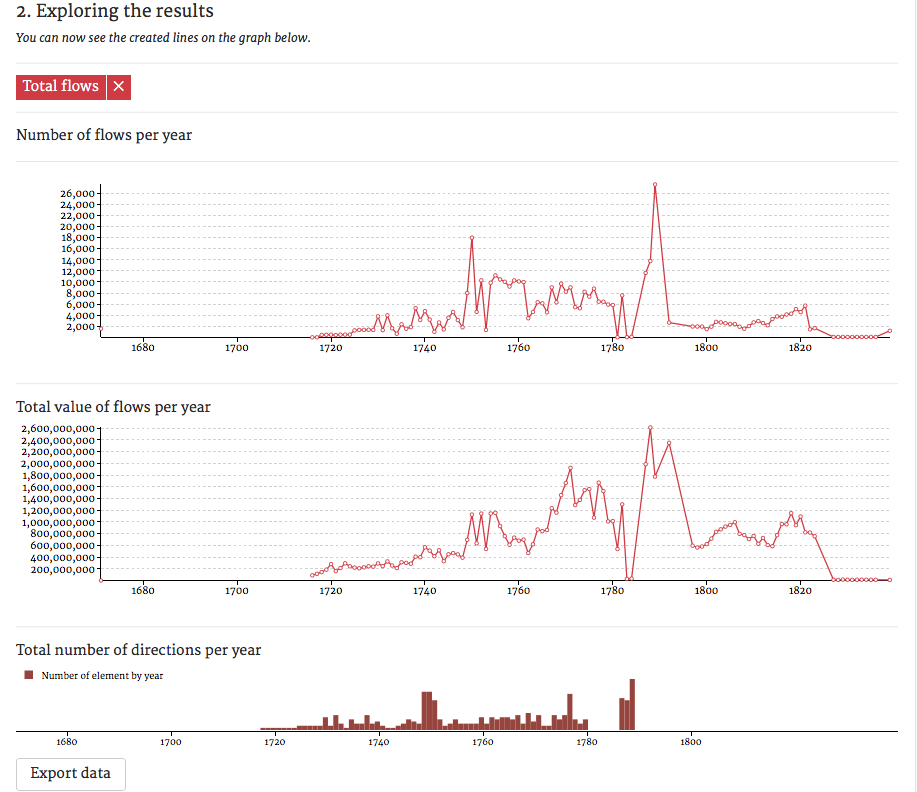 2. Exploring the results
You can now see the created lines on the graph below.
Total flows ×
Number of flows per year
26,000
24,000
22,000
20,000
18,000
16,000
14,000
12,000
10,000
8,000
6,000
4,000
2,000
1680 1700 1720 1740 1760 1780 1800 1820
Total value of flows per year
2,600,000,000
2,400,000,000
2,200,000,000
2,000,000,000
1,800,000,000
1,600,000,000
1,400,000,000
1,200,000,000
1,000,000,000
800,000,000
600,000,000
400,000,000
200,000,000
1680 1700 1720 1740 1760 1780 1800 1820
Total number of directions per year
Number of element by year
1680 1700 1720 1740 1760 1780 1800
Export data